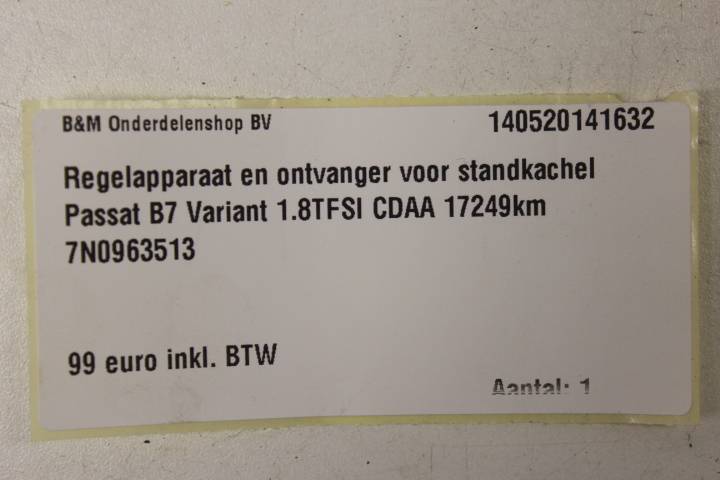 B&M Onderdelenshop BV 140520141632
Regelapparaat en ontvanger voor standkachel
Passat B7 Variant 1.8TFSI CDAA 17249km
7N0963513
99 euro inkl. BTW
Aantal: 1